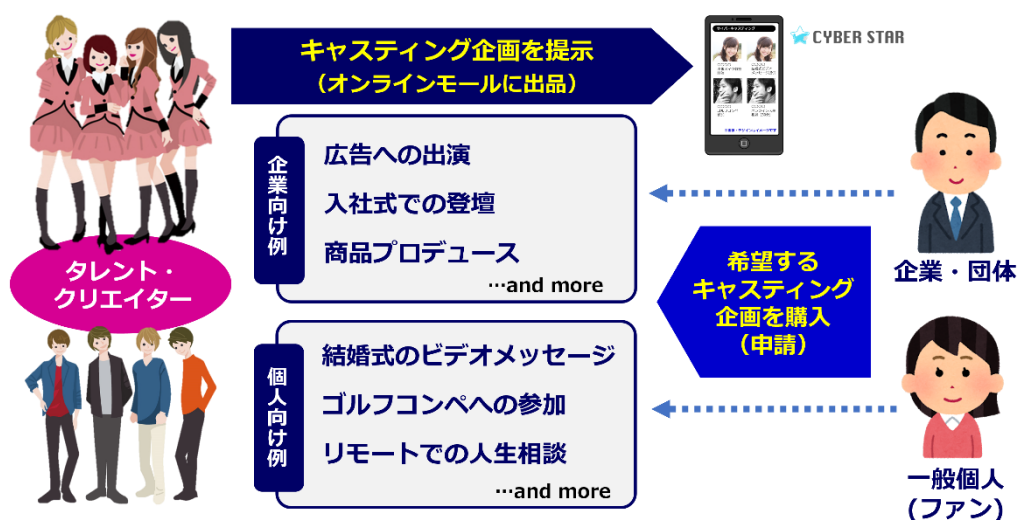 キャスティング企画を提示
（オンラインモールに出品）
CYBER STAR
企業向け例
広告への出演
入社式での登壇
商品プロデュース
…and more
タレント・
クリエイター
希望する
キャスティング
企画を購入
（申請）
企業・団体
個人向け例
結婚式のビデオメッセージ
ゴルフコンペへの参加
リモートでの人生相談
…and more
一般個人
(ファン)